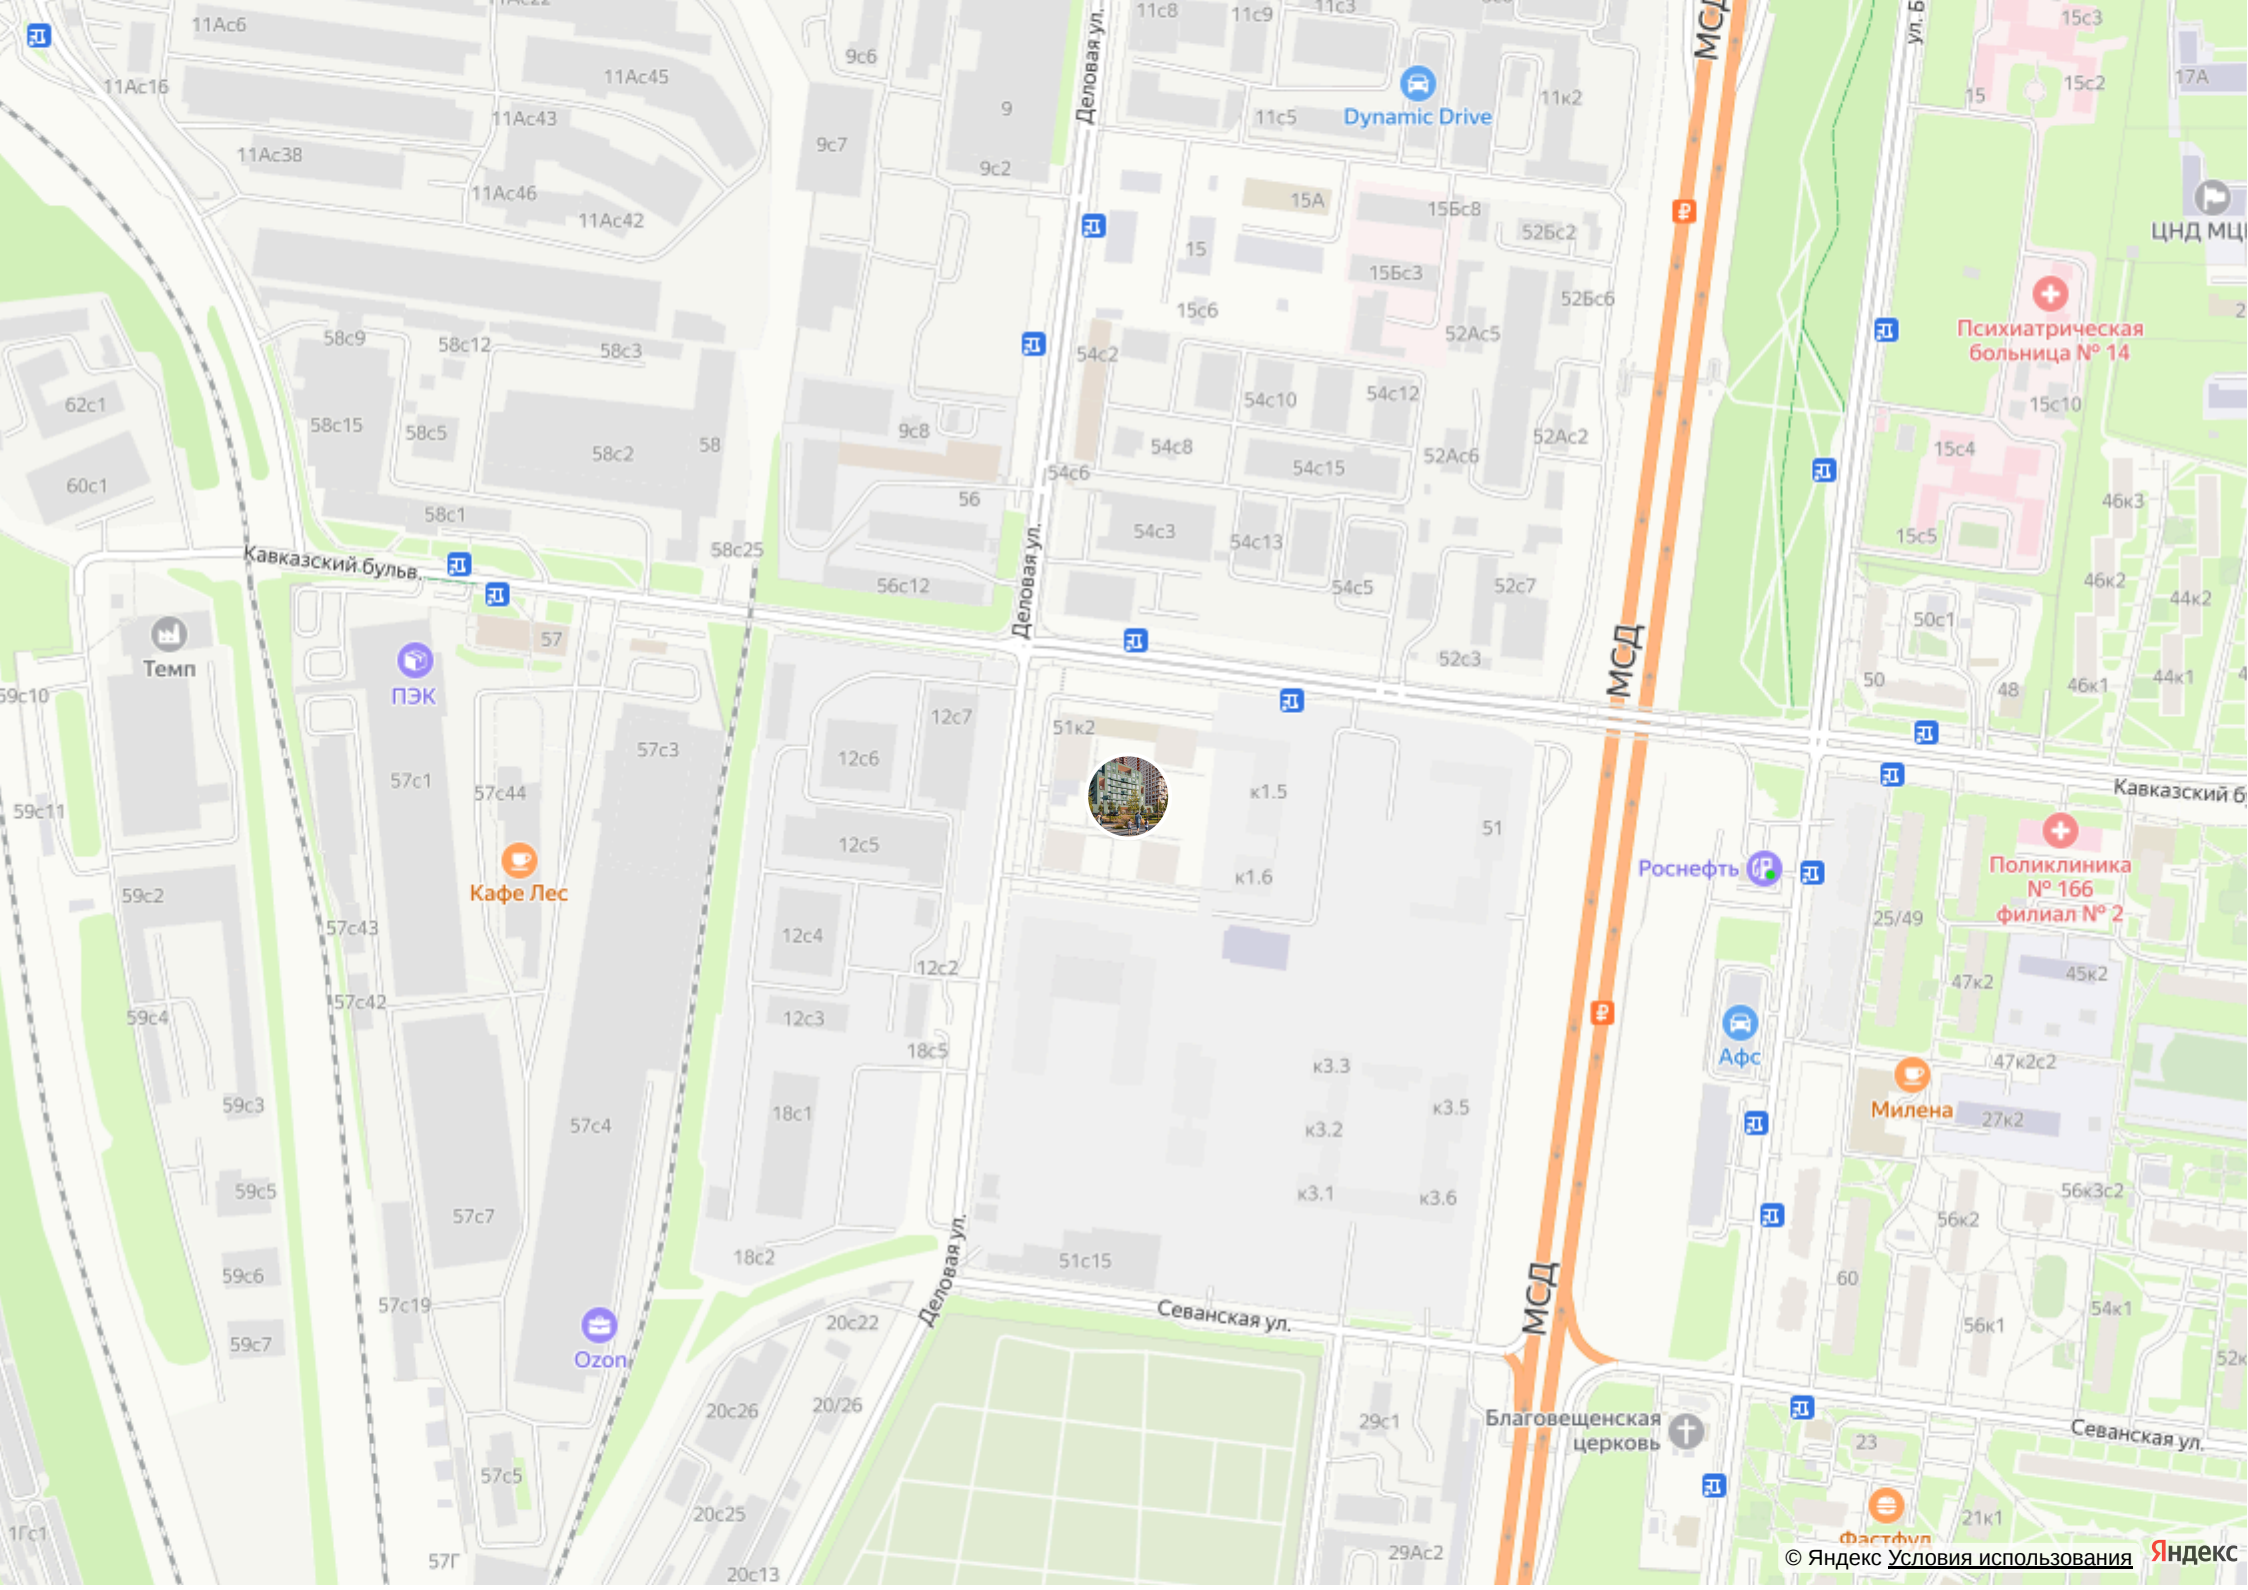 11Ас22
11с8
11с9
11с3
15с3
11Ас6
9с6
11Ас45
11Ас16
9
15с2
17А
15
11к2
Деловая ул.
МСД
ул. Б
Dynamic Drive
11с5
11Ас43
9с7
11Ас38
9с2
11Ас46
11Ас42
15А
15Бс8
52Бс2
ЦНД МЦ
15
15Бс3
52Бс6
15с6
Психиатрическая
больница № 14
52Ас5
54с2
58с9
58с12
58с3
62с1
54с10
54с12
15с10
58с15
58с5
9с8
52Ас2
58
54с8
15с4
58с2
52Ас6
54с15
54с6
60с1
56
46к3
58с1
54с3
54с13
15с5
58с25
Кавказский бульв.
Деловая ул.
56с12
54с5
52с7
46к2
44к2
50с1
57
52с3
Темп
МСД
44к1
50
46к1
48
59с10
ПЭК
12с7
51к2
57с3
12с6
57с1
57с44
к1.5
Кавказский бу
59с11
51
12с5
Роснефть
Поликлиника
№ 166
филиал № 2
к1.6
Кафе Лес
59с2
25/49
57с43
12с4
12с2
45к2
47к2
57с42
59с4
12с3
18с5
Афс
47к2с2
к3.3
59с3
к3.5
Милена
18с1
57с4
к3.2
27к2
59с5
к3.1
к3.6
56к3с2
57с7
56к2
18с2
51с15
59с6
60
Деловая ул.
МСД
57с19
Севанская ул.
54к1
20с22
56к1
59с7
Ozon
52к
20с26
20/26
29с1
Благовещенская
церковь
23
Севанская ул.
57с5
20с25
21к1
1Гс1
Фастфуд
57Г
20с13
29Ас2
© Яндекс Условия использования
Яндекс